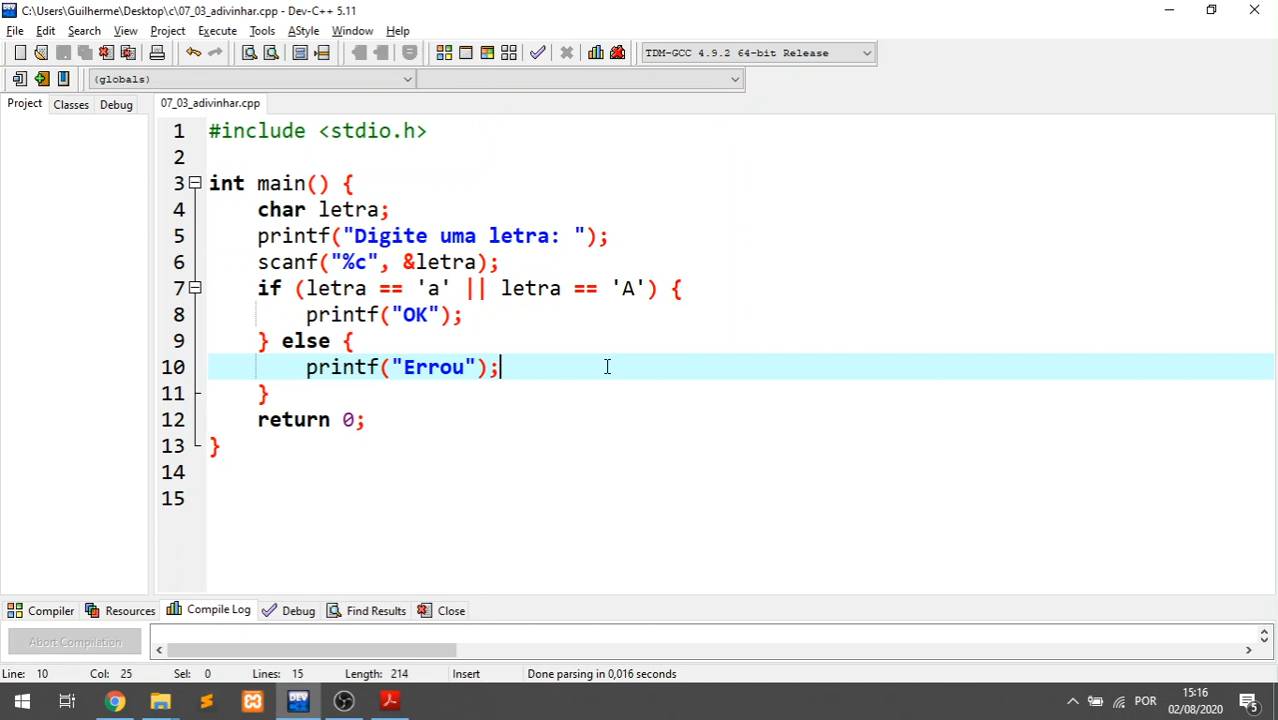 C:\Users\Guilherme\Desktop\c\07_03_adivinhar.cpp - Dev-C++ 5.11
File Edit Search View Project Execute Tools AStyle Window Help
TDM-GCC 4.9.2 64-bit Release
(globals)
Project Classes Debug 07_03_adivinhar.cpp
1 #include <stdio.h>
2
3 int main() {
4 char letra;
5 printf("Digite uma letra: ");
6 scanf("%c", &letra);
7 if (letra == 'a' || letra == 'A') {
8 printf("OK");
9 } else {
10 printf("Errou");
11 }
12 return 0;
13 }
14
15
Compiler Resources Compile Log Debug Find Results Close
Abort Compilation
Line: 10 Col: 25 Sel: 0 Lines: 15 Length: 214 Insert Done parsing in 0,016 seconds
DEV POR 15:16
02/08/2020 5